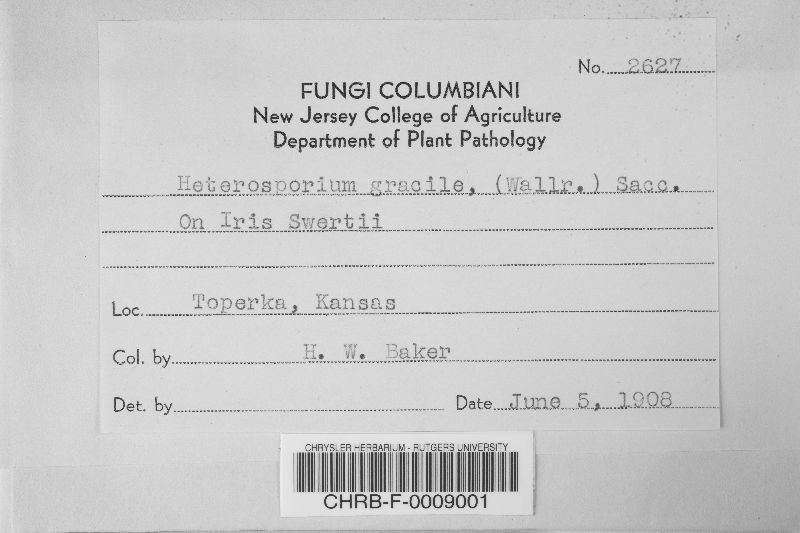 No. 2627
FUNGI COLUMBIANI
New Jersey College of Agriculture
Department of Plant Pathology
Heterosporium gracile, (Wallr.) Sacc.
On Iris Swertii
Loc. Toperka, Kansas
Col. by H. W. Baker
Det. by
Date June 5, 1908
CHRYSLER HERBARIUM - RUTGERS UNIVERSITY
CHRB-F-0009001